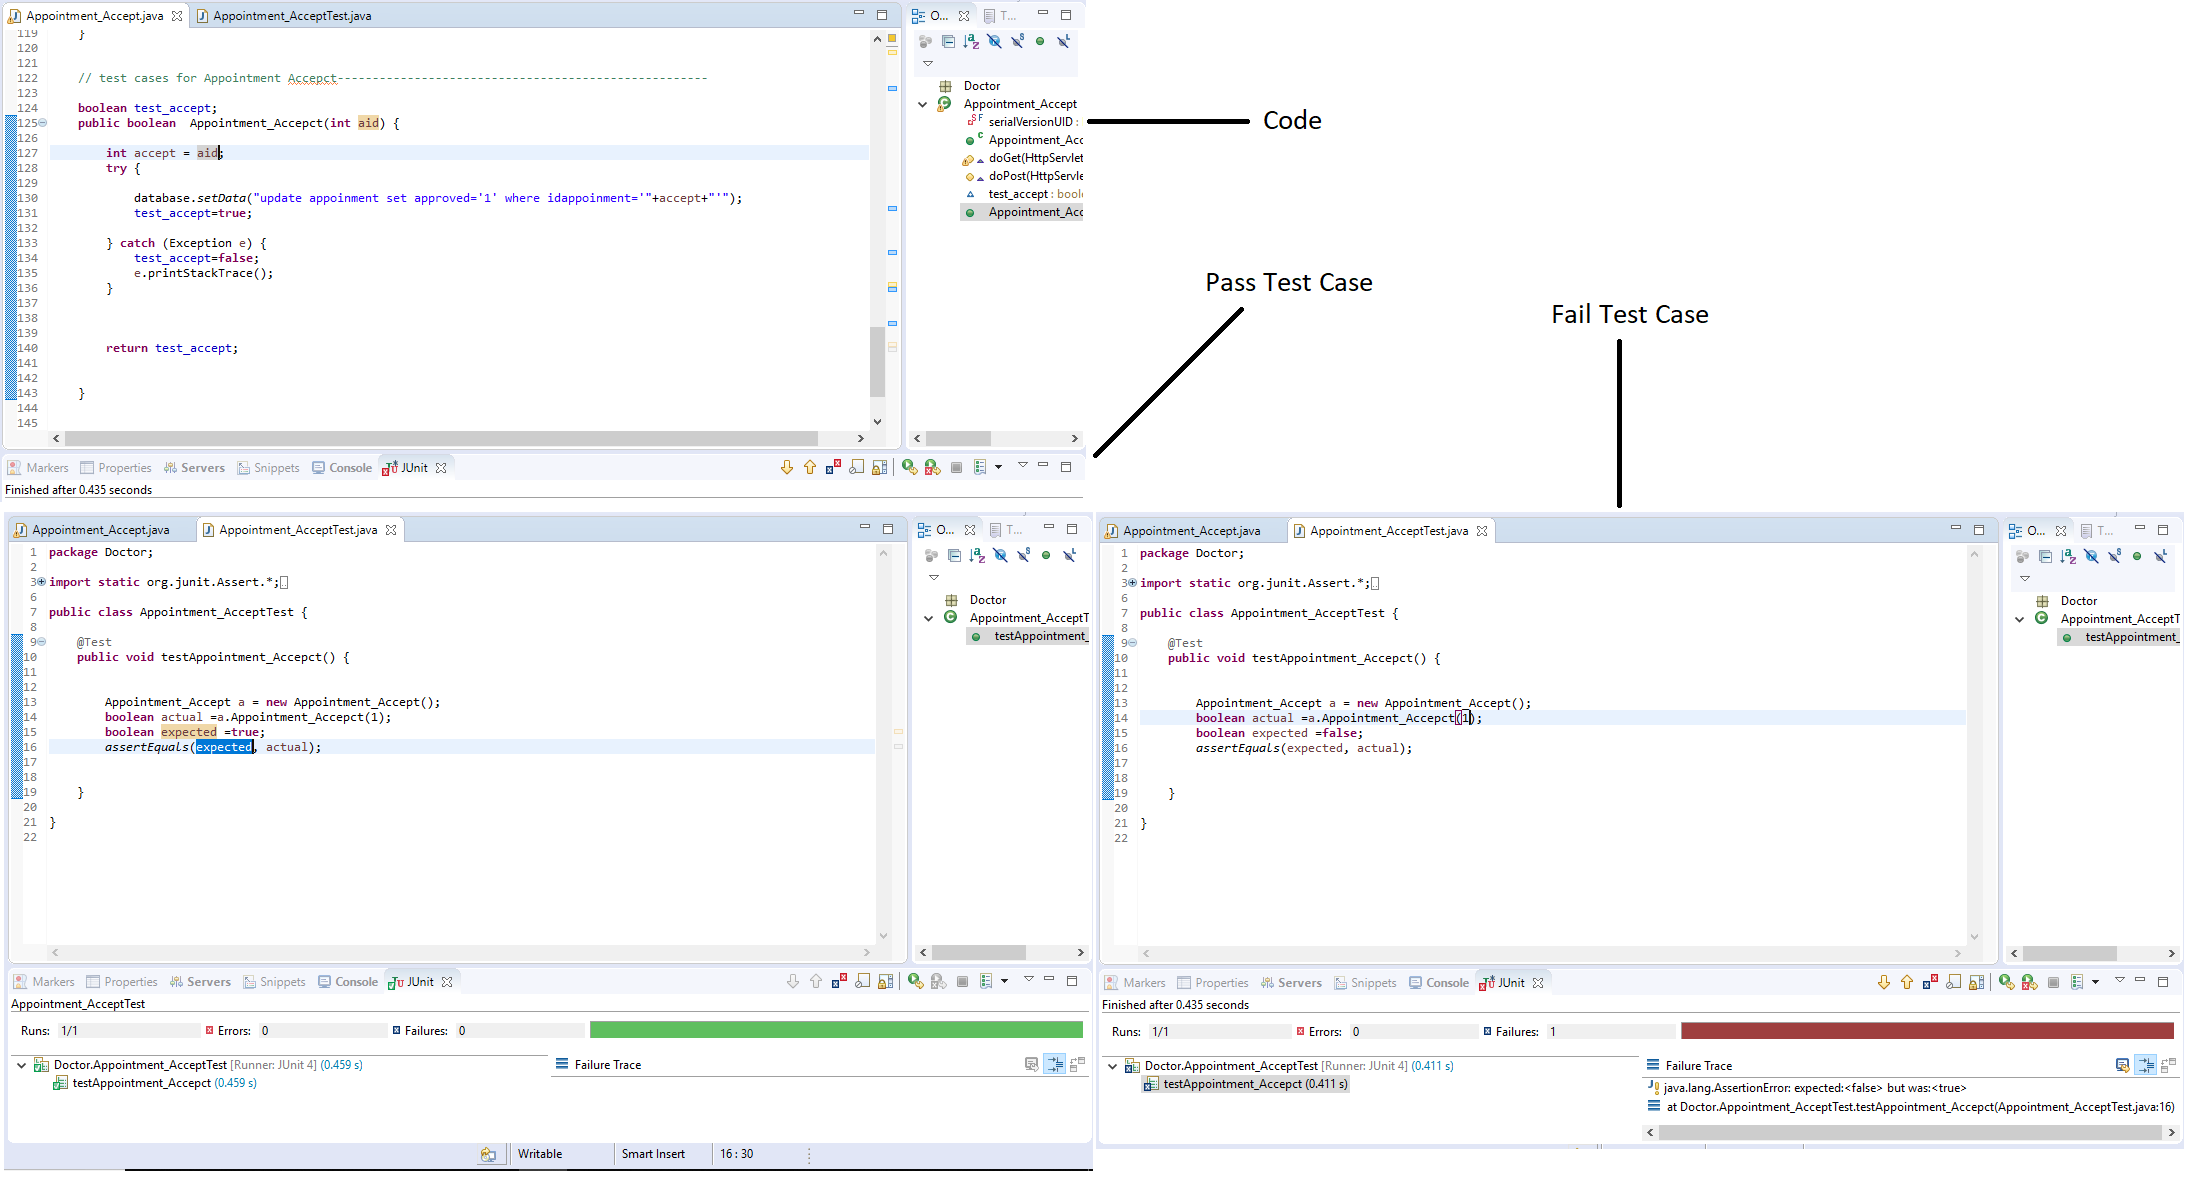 Appointment_Accept.java
Appointment_AcceptTest.java
O...
T...
119 }
120
121
122 // test cases for Appointment Accepct-----------------------------------------------------
123
124 boolean test_accept;
125 public boolean Appointment_Accepct(int aid) {
126
127 int accept = aid;
128 try {
129
130 database.setData("update appoinment set approved='1' where idappoinment='"+accept+"'");
131 test_accept=true;
132
133 } catch (Exception e) {
134 test_accept=false;
135 e.printStackTrace();
136 }
137
138
139
140 return test_accept;
141
142
143 }
144
145
Doctor
Appointment_Accept
serialVersionUID :
Appointment_Acc
doGet(HttpServlet
doPost(HttpServle
test_accept : boole
Appointment_Acc
Code
Pass Test Case
Fail Test Case
Markers Properties Servers Snippets Console JUnit
Finished after 0.435 seconds
Appointment_Accept.java
Appointment_AcceptTest.java
O...
T...
1 package Doctor;
2
3 import static org.junit.Assert.*;
6
7 public class Appointment_AcceptTest {
8
9 @Test
10 public void testAppointment_Accepct() {
11
12
13 Appointment_Accept a = new Appointment_Accept();
14 boolean actual =a.Appointment_Accepct(1);
15 boolean expected =true;
16 assertEquals(expected, actual);
17
18
19 }
20
21 }
22
Doctor
Appointment_AcceptT
testAppointment_
Markers Properties Servers Snippets Console JUnit
Appointment_AcceptTest
Runs: 1/1 Errors: 0 Failures: 0
Doctor.Appointment_AcceptTest [Runner: JUnit 4] (0.459 s)
testAppointment_Accepct (0.459 s)
Failure Trace
Writable Smart Insert 16 : 30
Appointment_Accept.java
Appointment_AcceptTest.java
O...
T...
1 package Doctor;
2
3 import static org.junit.Assert.*;
6
7 public class Appointment_AcceptTest {
8
9 @Test
10 public void testAppointment_Accepct() {
11
12
13 Appointment_Accept a = new Appointment_Accept();
14 boolean actual =a.Appointment_Accepct(1);
15 boolean expected =false;
16 assertEquals(expected, actual);
17
18
19 }
20
21 }
22
Doctor
Appointment_AcceptT
testAppointment_
Markers Properties Servers Snippets Console JUnit
Finished after 0.435 seconds
Runs: 1/1 Errors: 0 Failures: 1
Doctor.Appointment_AcceptTest [Runner: JUnit 4] (0.411 s)
testAppointment_Accepct (0.411 s)
Failure Trace
java.lang.AssertionError: expected:<false> but was:<true>
at Doctor.Appointment_AcceptTest.testAppointment_Accepct(Appointment_AcceptTest.java:16)